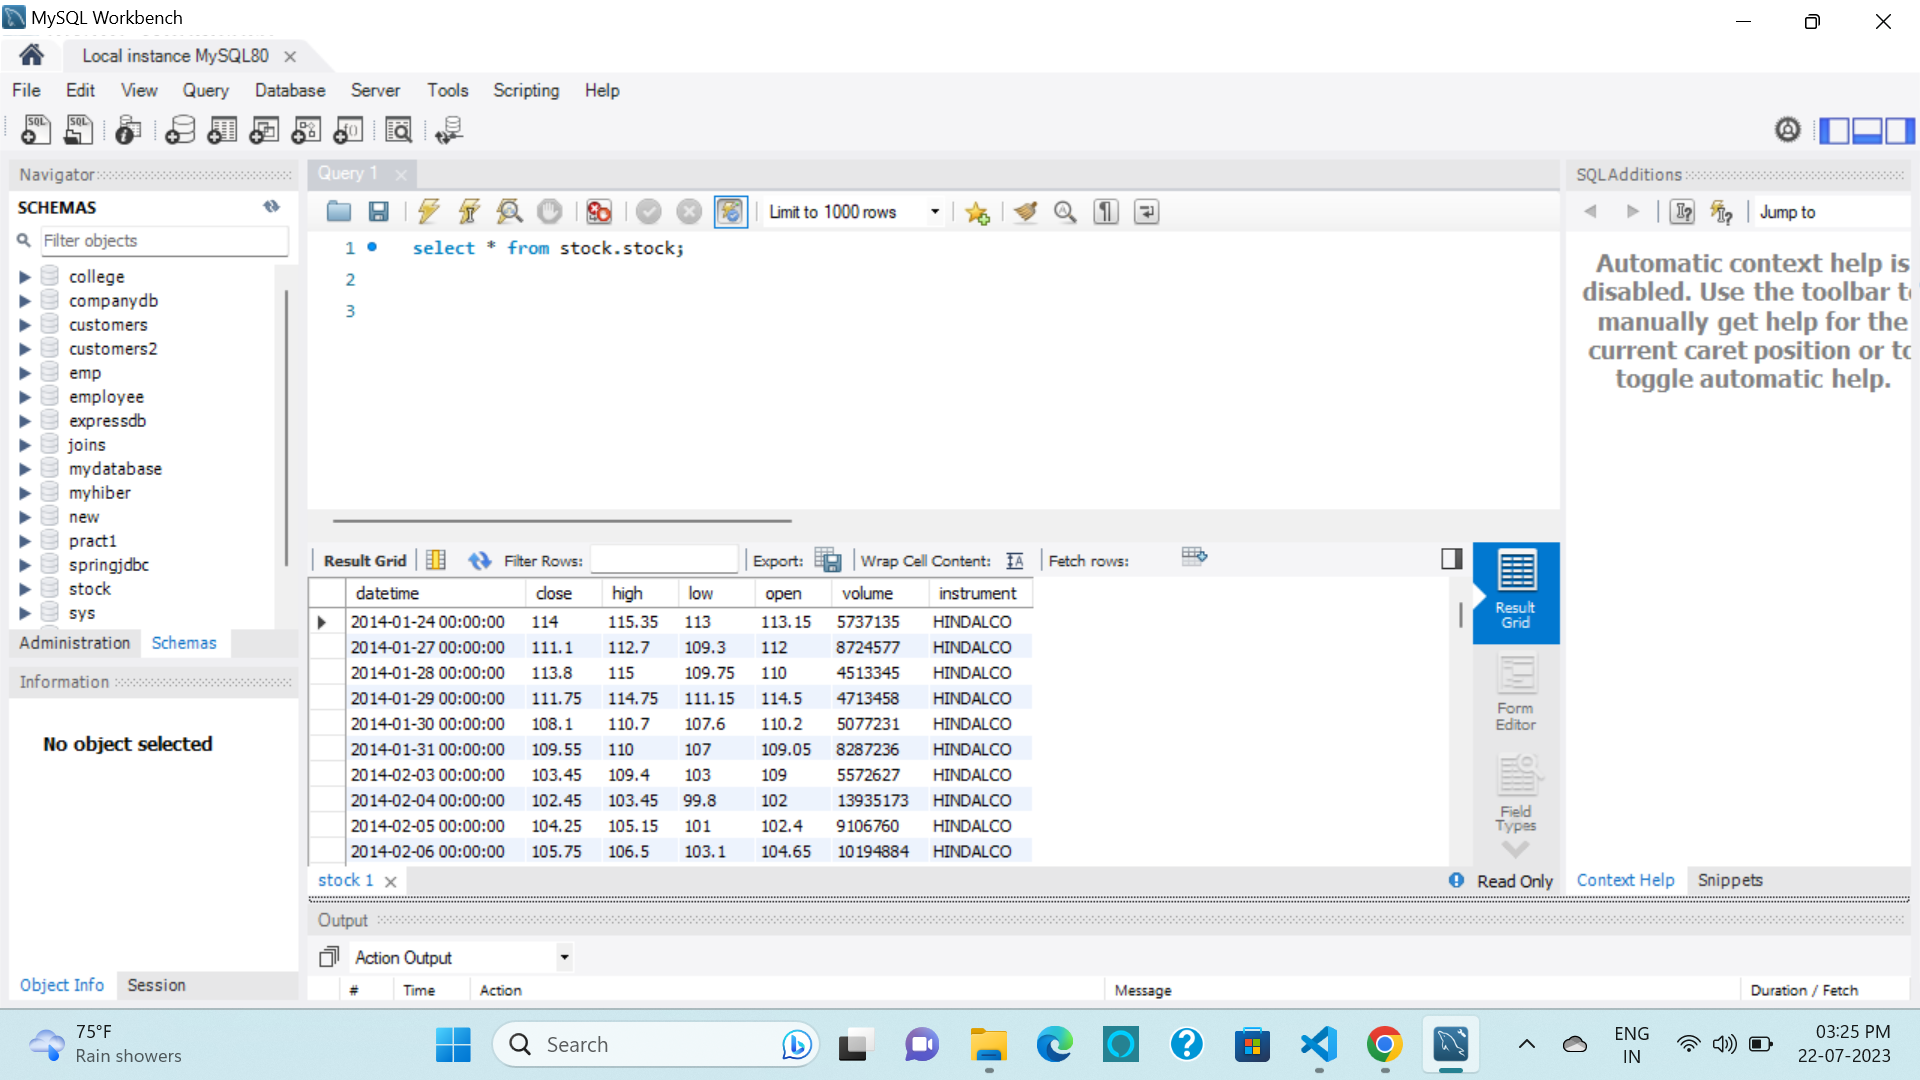 MySQL Workbench
Local instance MySQL80
File Edit View Query Database Server Tools Scripting Help
Navigator
SCHEMAS
Filter objects
college
companydb
customers
customers2
emp
employee
expressdb
joins
mydatabase
myhiber
new
pract1
springjdbc
stock
sys
Administration Schemas
Information
No object selected
Object Info Session
Query 1
Limit to 1000 rows
1 select * from stock.stock;
2
3
Result Grid Filter Rows: Export: Wrap Cell Content: Fetch rows:
datetime close high low open volume instrument
2014-01-24 00:00:00 114 115.35 113 113.15 5737135 HINDALCO
2014-01-27 00:00:00 111.1 112.7 109.3 112 8724577 HINDALCO
2014-01-28 00:00:00 113.8 115 109.75 110 4513345 HINDALCO
2014-01-29 00:00:00 111.75 114.75 111.15 114.5 4713458 HINDALCO
2014-01-30 00:00:00 108.1 110.7 107.6 110.2 5077231 HINDALCO
2014-01-31 00:00:00 109.55 110 107 109.05 8287236 HINDALCO
2014-02-03 00:00:00 103.45 109.4 103 109 5572627 HINDALCO
2014-02-04 00:00:00 102.45 103.45 99.8 102 13935173 HINDALCO
2014-02-05 00:00:00 104.25 105.15 101 102.4 9106760 HINDALCO
2014-02-06 00:00:00 105.75 106.5 103.1 104.65 10194884 HINDALCO
Result
Grid
Form
Editor
Field
Types
stock 1
Read Only
SQLAdditions
Jump to
Automatic context help is
disabled. Use the toolbar to
manually get help for the
current caret position or to
toggle automatic help.
Context Help Snippets
Output
Action Output
# Time Action Message Duration / Fetch
75°F
Rain showers
Search
ENG
IN
03:25 PM
22-07-2023